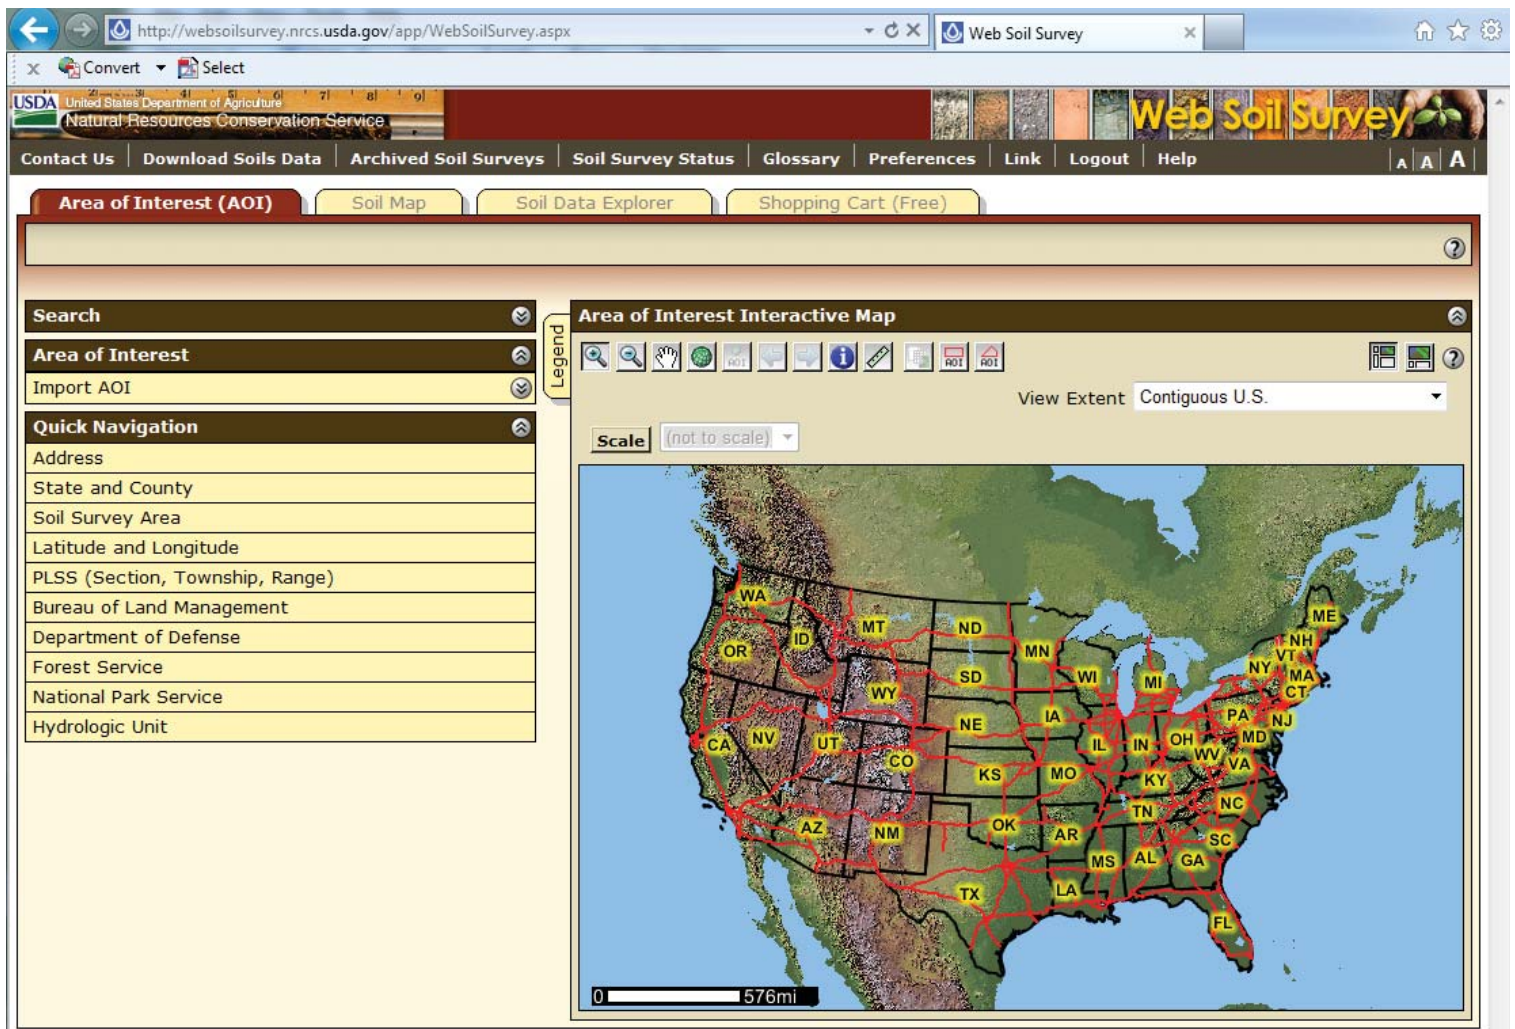 http://websoilsurvey.nrcs.usda.gov/app/WebSoilSurvey.aspx
Web Soil Survey
x Convert Select
USDA United States Department of Agriculture
Natural Resources Conservation Service
Web Soil Survey
Contact Us Download Soils Data Archived Soil Surveys Soil Survey Status Glossary Preferences Link Logout Help A A A
Area of Interest (AOI) Soil Map Soil Data Explorer Shopping Cart (Free)
?
Search
Area of Interest
Import AOI
Quick Navigation
Address
State and County
Soil Survey Area
Latitude and Longitude
PLSS (Section, Township, Range)
Bureau of Land Management
Department of Defense
Forest Service
National Park Service
Hydrologic Unit
Legend
Area of Interest Interactive Map
AOI i AOI AOI ?
View Extent Contiguous U.S.
Scale (not to scale)
WA
ME
MT ND
ID
NH
OR
MN
VT
NY
SD WI MI MA
WY
CT
NE IA PA NJ
NV UT CA
IL IN OH WV MD VA
CO
KS MO KY
NC
TN
AZ NM OK AR
SC
MS AL GA
TX LA
FL
0 576mi